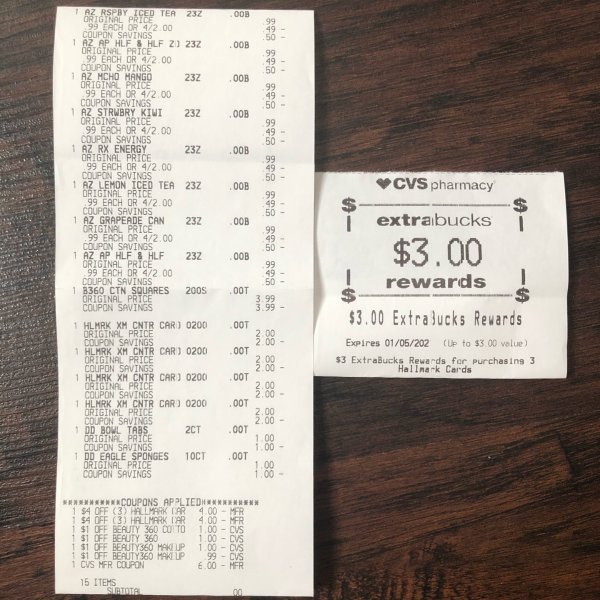 1 AZ RSPBY ICED TEA 23Z .00B
ORIGINAL PRICE .99
.99 EACH OR 4/2.00 .49 -
COUPON SAVINGS .50 -
1 AZ AP HLF & HLF ZO 23Z .00B
ORIGINAL PRICE .99
.99 EACH OR 4/2.00 .49 -
COUPON SAVINGS .50 -
1 AZ MCHO MANGO 23Z .00B
ORIGINAL PRICE .99
.99 EACH OR 4/2.00 .49 -
COUPON SAVINGS .50 -
1 AZ STRWBRY KIWI 23Z .00B
ORIGINAL PRICE .99
.99 EACH OR 4/2.00 .49 -
COUPON SAVINGS .50 -
1 AZ RX ENERGY 23Z .00B
ORIGINAL PRICE .99
.99 EACH OR 4/2.00 .49 -
COUPON SAVINGS .50 -
1 AZ LEMON ICED TEA 23Z .00B
ORIGINAL PRICE .99
.99 EACH OR 4/2.00 .49 -
COUPON SAVINGS .50 -
1 AZ GRAPEADE CAN 23Z .00B
ORIGINAL PRICE .99
.99 EACH OR 4/2.00 .49 -
COUPON SAVINGS .50 -
1 AZ AP HLF & HLF 23Z .00B
ORIGINAL PRICE .99
.99 EACH OR 4/2.00 .49 -
COUPON SAVINGS .50 -
1 B360 CTN SQUARES 200S .00T
ORIGINAL PRICE 3.99
COUPON SAVINGS 3.99 -
1 HLMRK XM CNTR CARD 0200 .00T
ORIGINAL PRICE 2.00
COUPON SAVINGS 2.00 -
1 HLMRK XM CNTR CARD 0200 .00T
ORIGINAL PRICE 2.00
COUPON SAVINGS 2.00 -
1 HLMRK XM CNTR CARD 0200 .00T
ORIGINAL PRICE 2.00
COUPON SAVINGS 2.00 -
1 HLMRK XM CNTR CARD 0200 .00T
ORIGINAL PRICE 2.00
COUPON SAVINGS 2.00 -
1 DD BOWL TABS 2CT .00T
ORIGINAL PRICE 1.00
COUPON SAVINGS 1.00 -
1 DD EAGLE SPONGES 10CT .00T
ORIGINAL PRICE 1.00
COUPON SAVINGS 1.00 -
***********COUPONS APPLIED***********
1 $4 OFF (3) HALLMARK CAR 4.00 - MFR
1 $4 OFF (3) HALLMARK CAR 4.00 - MFR
1 $1 OFF BEAUTY 360 COTTO 1.00 - CVS
1 $1 OFF BEAUTY 360 1.00 - CVS
1 $1 OFF BEAUTY360 MAKEUP 1.00 - CVS
1 $1 OFF BEAUTY360 MAKEUP .99 - CVS
1 CVS MFR COUPON 6.00 - MFR
15 ITEMS
SUBTOTAL .00
CVS pharmacy
$ $
extrabucks
$3.00
rewards
$ $
$3.00 ExtraBucks Rewards
Expires 01/05/202 (Up to $3.00 value)
$3 ExtraBucks Rewards for purchasing 3
Hallmark Cards